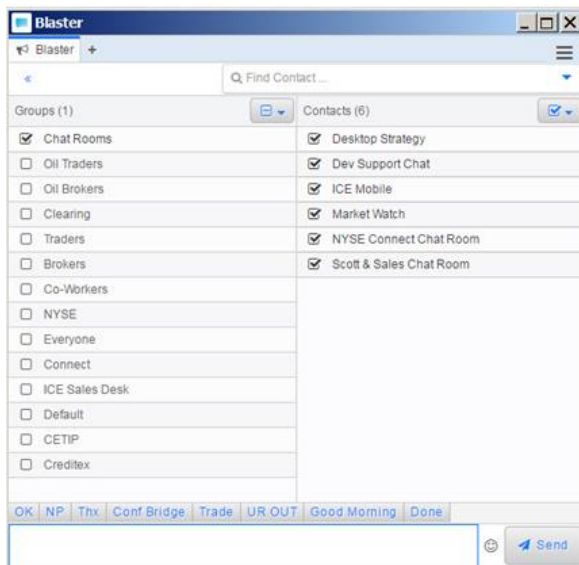 Blaster
Blaster +
« Find Contact ...
Groups (1) Contacts (6)
Chat Rooms Desktop Strategy
Oil Traders Dev Support Chat
Oil Brokers ICE Mobile
Clearing Market Watch
Traders NYSE Connect Chat Room
Brokers Scott & Sales Chat Room
Co-Workers
NYSE
Everyone
Connect
ICE Sales Desk
Default
CETIP
Creditex
OK NP Thx Conf Bridge Trade UR OUT Good Morning Done
Send